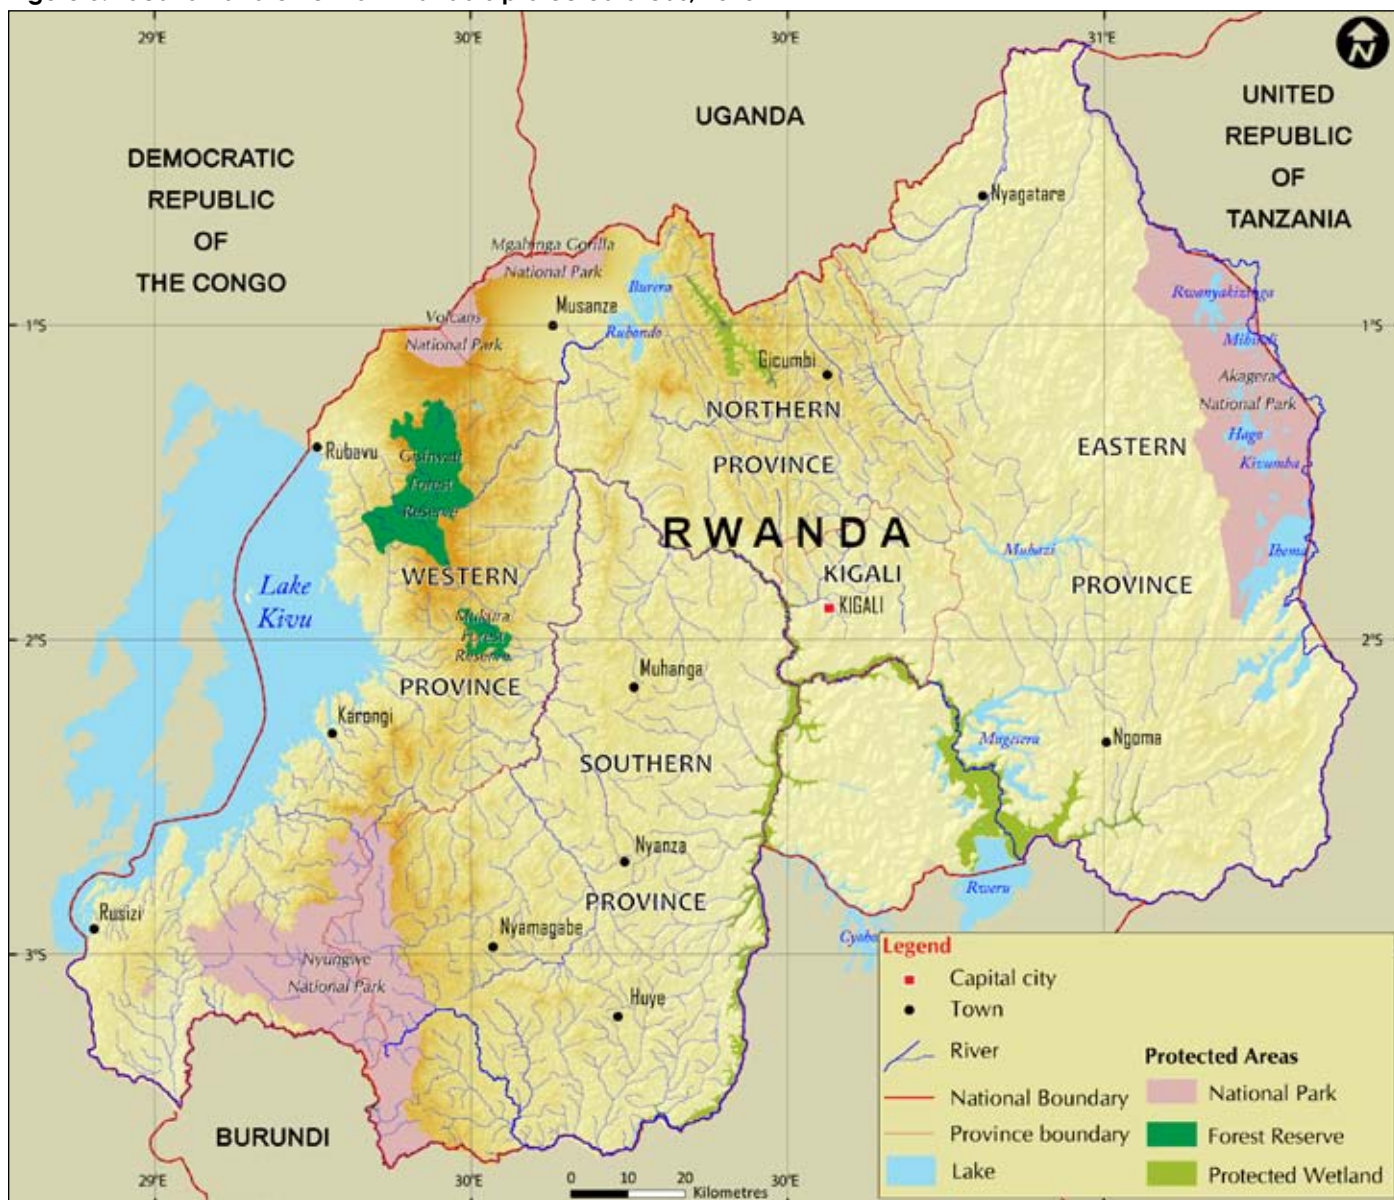 29°E 30°E 30°E 31°E
N
UGANDA
UNITED
REPUBLIC
OF
TANZANIA
DEMOCRATIC
REPUBLIC
OF
THE CONGO
Nyagatare
Mgahinga Gorilla
National Park
Burera
Musanze
Rwanyakizinga
Volcans
National Park
Ruhondo
1°S 1°S
Mihindi
Gicumbi
Akagera
National Park
NORTHERN
PROVINCE
EASTERN
PROVINCE
Hago
Kivumba
Rubavu
Gishwati
Forest
Reserve
RWANDA
Muhazi
Ihema
WESTERN
PROVINCE
KIGALI
KIGALI
Lake
Kivu
Mukura
Forest
Reserve
2°S 2°S
Muhanga
Karongi
Mugesera
Ngoma
SOUTHERN
PROVINCE
Nyanza
Rweru
Rusizi
Nyamagabe
3°S
Nyungwe
National Park
Huye
BURUNDI
29°E 30°E 30°E
0 10 20
Kilometres
Legend
Capital city
Town
River
National Boundary
Province boundary
Lake
Protected Areas
National Park
Forest Reserve
Protected Wetland